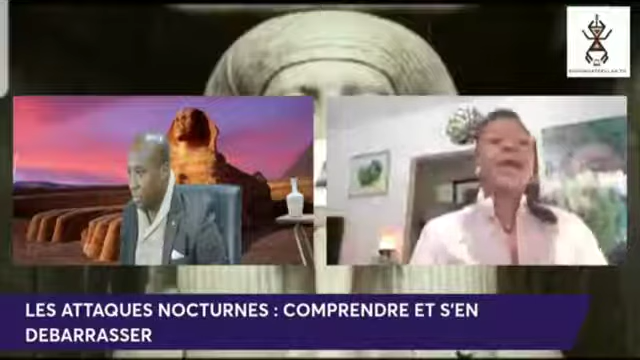 LES ATTAQUES NOCTURNES : COMPRENDRE ET S'EN
DEBARRASSER